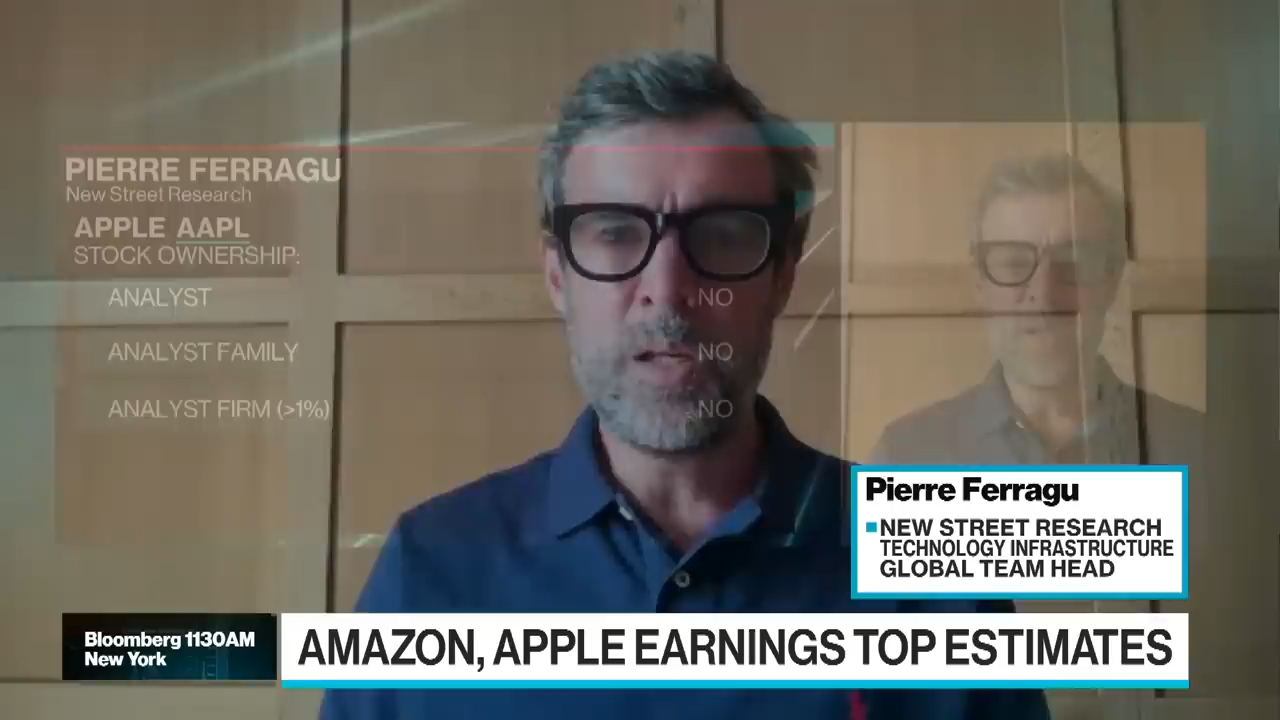 PIERRE FERRAGU
New Street Research
APPLE AAPL
STOCK OWNERSHIP:
ANALYST NO
ANALYST FAMILY NO
ANALYST FIRM (>1%) NO
Pierre Ferragu
NEW STREET RESEARCH
TECHNOLOGY INFRASTRUCTURE
GLOBAL TEAM HEAD
Bloomberg 1130AM
New York
AMAZON, APPLE EARNINGS TOP ESTIMATES